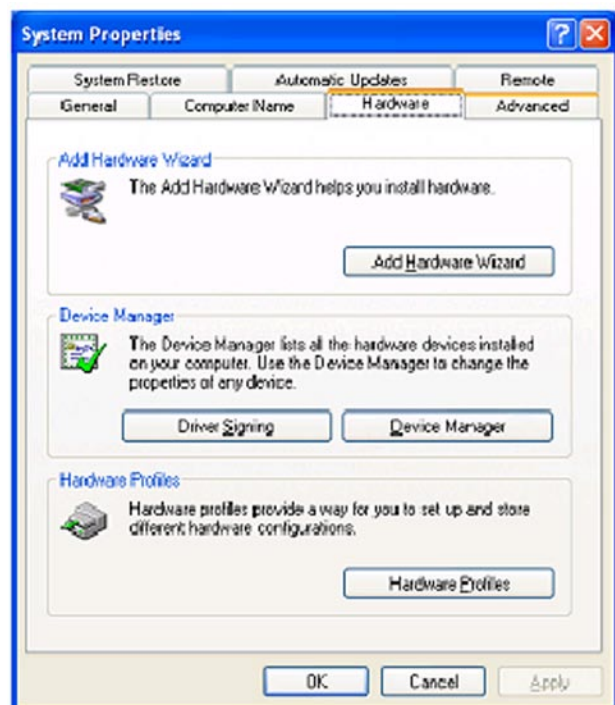 System Properties
System Restore Automatic Updates Remote
General Computer Name Hardware Advanced
Add Hardware Wizard
The Add Hardware Wizard helps you install hardware.
Add Hardware Wizard
Device Manager
The Device Manager lists all the hardware devices installed
on your computer. Use the Device Manager to change the
properties of any device.
Driver Signing Device Manager
Hardware Profiles
Hardware profiles provide a way for you to set up and store
different hardware configurations.
Hardware Profiles
OK Cancel Apply